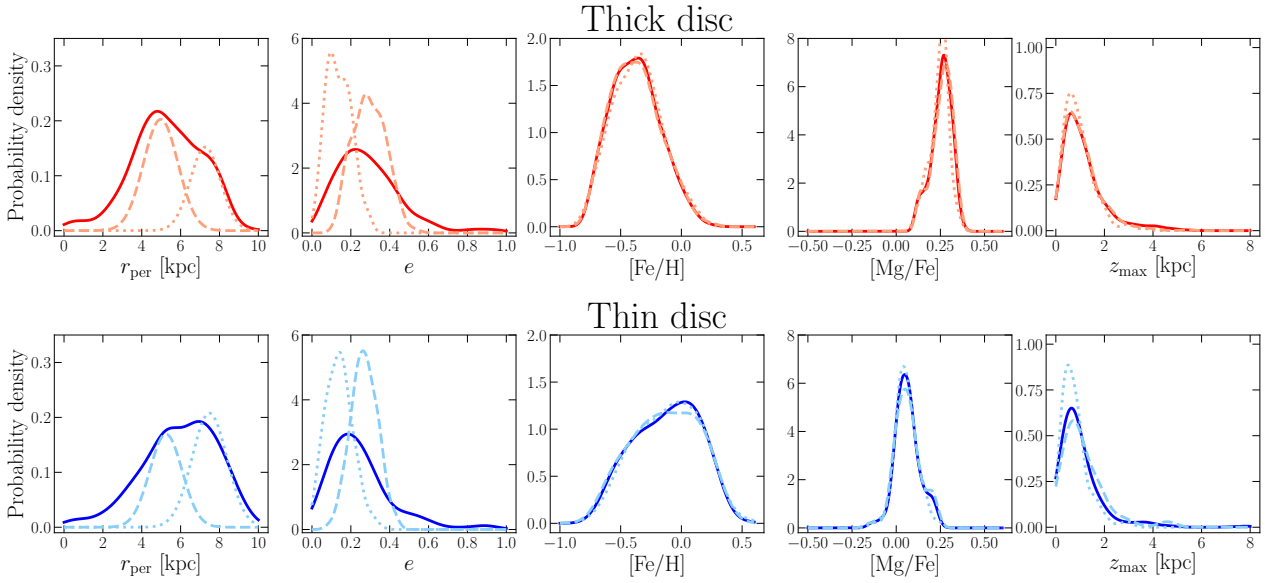 Thick disc
Probability density
0.0 0.1 0.2 0.3
0 2 4 6 8 10
r_per [kpc]
0 2 4 6
0.0 0.2 0.4 0.6 0.8 1.0
e
0.0 0.5 1.0 1.5 2.0
−1.0 −0.5 0.0 0.5
[Fe/H]
0 2 4 6 8
−0.50 −0.25 0.00 0.25 0.50
[Mg/Fe]
0.00 0.25 0.50 0.75 1.00
0 2 4 6 8
z_max [kpc]
Thin disc
Probability density
0.0 0.1 0.2 0.3
0 2 4 6 8 10
r_per [kpc]
0 2 4 6
0.0 0.2 0.4 0.6 0.8 1.0
e
0.0 0.5 1.0 1.5 2.0
−1.0 −0.5 0.0 0.5
[Fe/H]
0 2 4 6 8
−0.50 −0.25 0.00 0.25 0.50
[Mg/Fe]
0.00 0.25 0.50 0.75 1.00
0 2 4 6 8
z_max [kpc]